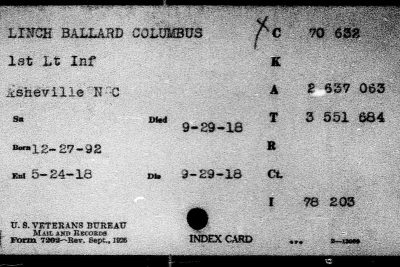 LINCH BALLARD COLUMBUS X C 70 632
1st Lt Inf K
Asheville N C A 2 637 063
Sa Died 9-29-18 T 3 551 684
Born 12-27-92 R
Enl 5-24-18 Dis 9-29-18 Ct.
I 78 203
U. S. VETERANS BUREAU
MAIL AND RECORDS
Form 7202—Rev. Sept., 1926 INDEX CARD